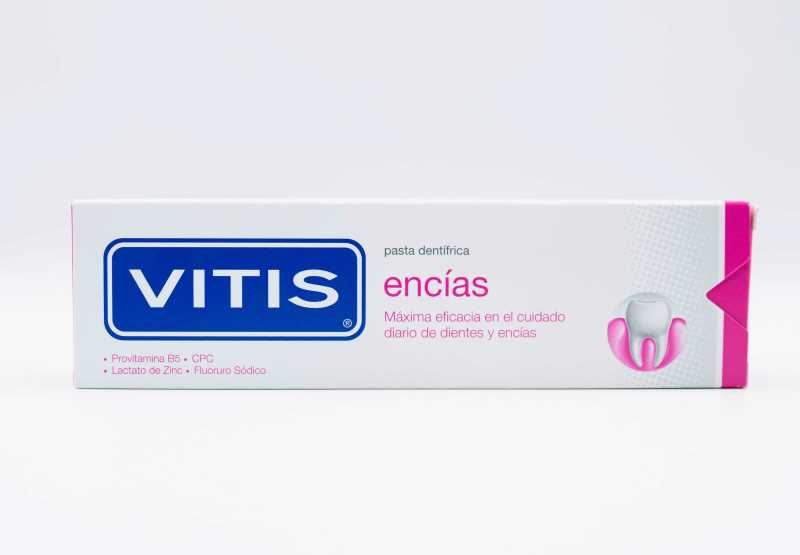 VITIS®
• Provitamina B5 • CPC
• Lactato de Zinc • Fluoruro Sódico
pasta dentífrica
encías
Máxima eficacia en el cuidado
diario de dientes y encías